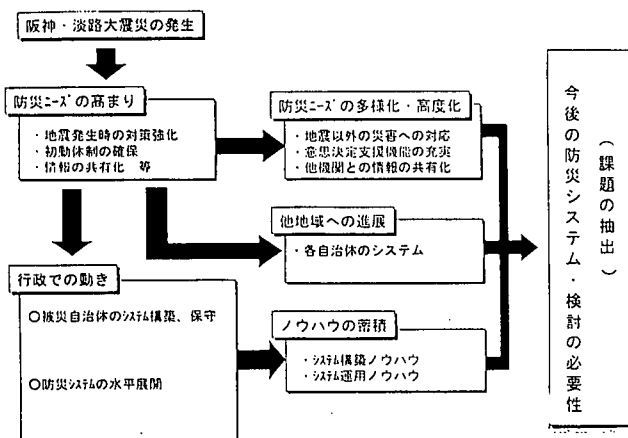 阪神・淡路大震災の発生
防災ﾆｰｽﾞの高まり
・地震発生時の対策強化
・初動体制の確保
・情報の共有化　等
行政での動き
○被災自治体のｼｽﾃﾑ構築、保守
○防災ｼｽﾃﾑの水平展開
防災ニーズの多様化・高度化
・地震以外の災害への対応
・意思決定支援機能の充実
・他機関との情報の共有化
他地域への進展
・各自治体のシステム
ノウハウの蓄積
・ｼｽﾃﾑ構築ノウハウ
・ｼｽﾃﾑ運用ノウハウ
（課題の抽出）
今後の防災システム・検討の必要性